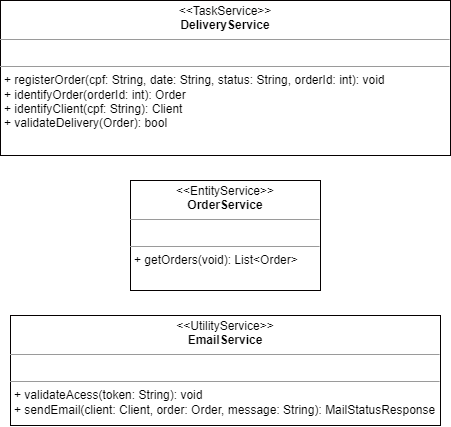 <<TaskService>>
DeliveryService
+ registerOrder(cpf: String, date: String, status: String, orderId: int): void
+ identifyOrder(orderId: int): Order
+ identifyClient(cpf: String): Client
+ validateDelivery(Order): bool
<<EntityService>>
OrderService
+ getOrders(void): List<Order>
<<UtilityService>>
EmailService
+ validateAcess(token: String): void
+ sendEmail(client: Client, order: Order, message: String): MailStatusResponse